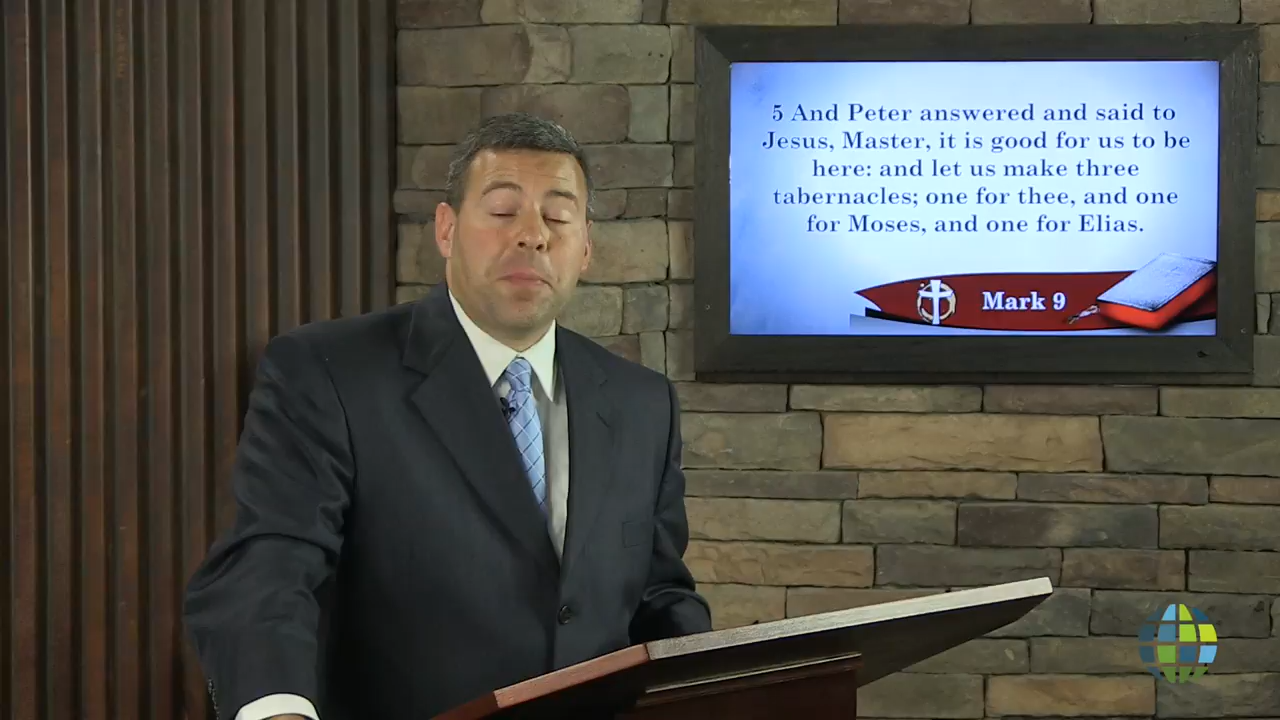 5 And Peter answered and said to
Jesus, Master, it is good for us to be
here: and let us make three
tabernacles; one for thee, and one
for Moses, and one for Elias.
Mark 9